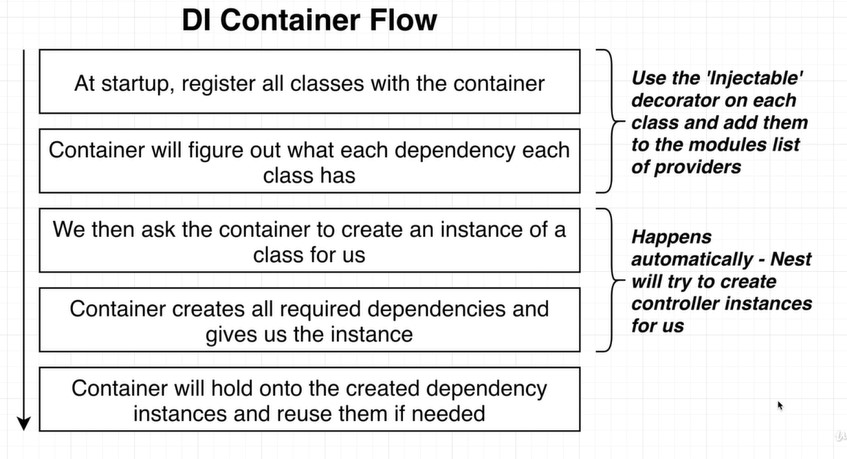 DI Container Flow
At startup, register all classes with the container
Container will figure out what each dependency each
class has
We then ask the container to create an instance of a
class for us
Container creates all required dependencies and
gives us the instance
Container will hold onto the created dependency
instances and reuse them if needed
Use the 'Injectable'
decorator on each
class and add them
to the modules list
of providers
Happens
automatically - Nest
will try to create
controller instances
for us